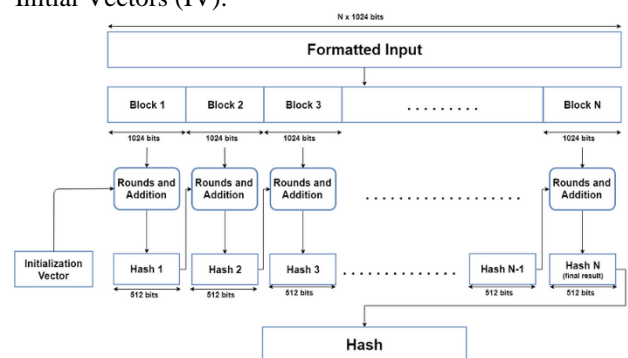 Initial Vectors (IV).
N x 1024 bits
Formatted Input
Block 1 Block 2 Block 3 . . . . . . . . . Block N
1024 bits 1024 bits 1024 bits 1024 bits
Rounds and Addition Rounds and Addition Rounds and Addition . . . . . . . . . . . . . . . . . Rounds and Addition
Initialization Vector
Hash 1 Hash 2 Hash 3 . . . . . . . . . . . . Hash N-1 Hash N
(final result)
512 bits 512 bits 512 bits 512 bits 512 bits
Hash